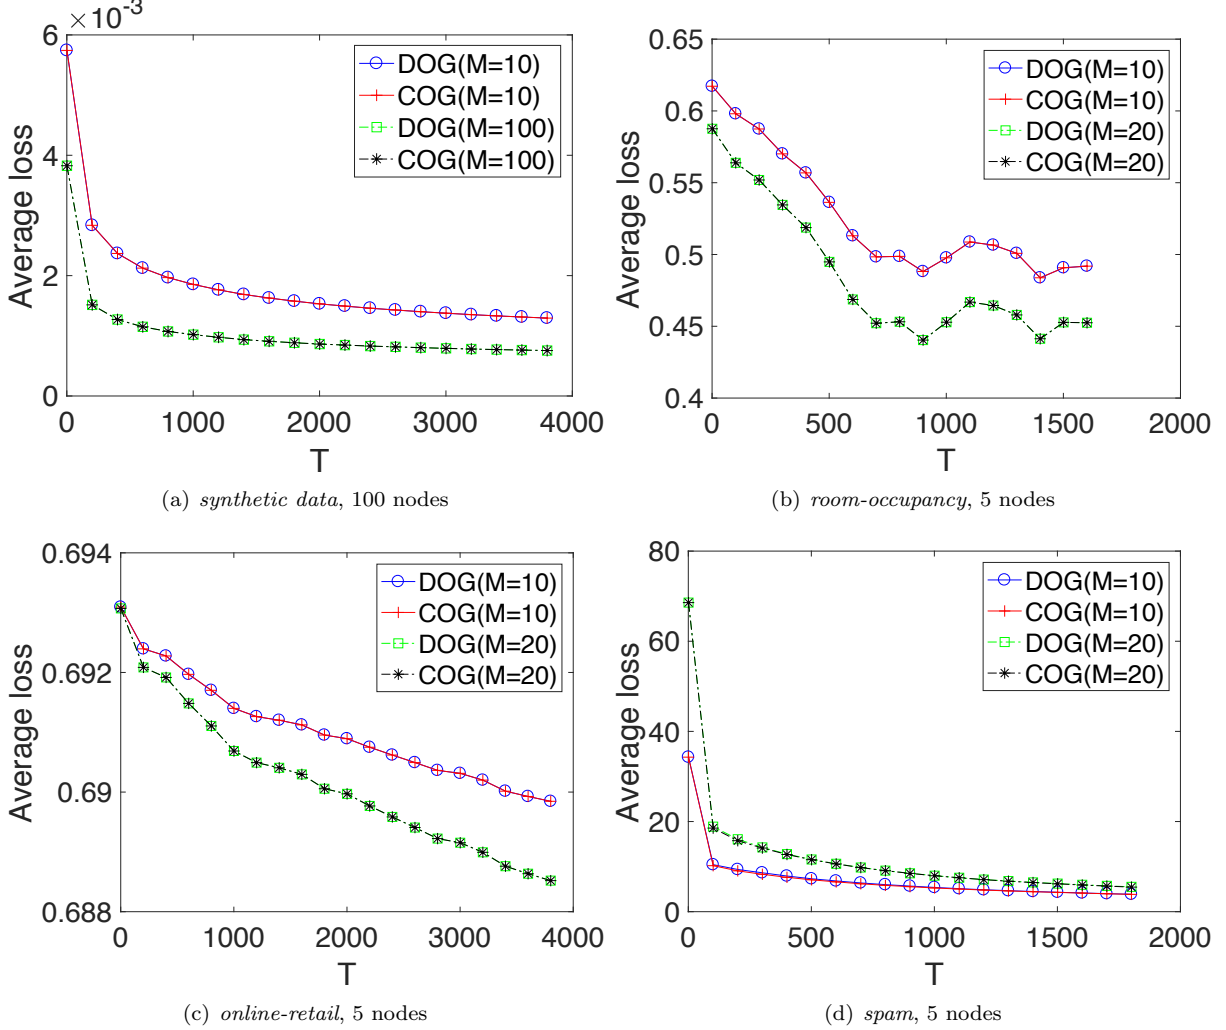 ×10⁻³
6
4
2
0
Average loss
0 1000 2000 3000 4000
T
DOG(M=10)
COG(M=10)
DOG(M=100)
COG(M=100)
(a) synthetic data, 100 nodes
0.65
0.6
0.55
0.5
0.45
0.4
Average loss
0 500 1000 1500 2000
T
DOG(M=10)
COG(M=10)
DOG(M=20)
COG(M=20)
(b) room-occupancy, 5 nodes
0.694
0.692
0.69
0.688
Average loss
0 1000 2000 3000 4000
T
DOG(M=10)
COG(M=10)
DOG(M=20)
COG(M=20)
(c) online-retail, 5 nodes
80
60
40
20
0
Average loss
0 500 1000 1500 2000
T
DOG(M=10)
COG(M=10)
DOG(M=20)
COG(M=20)
(d) spam, 5 nodes